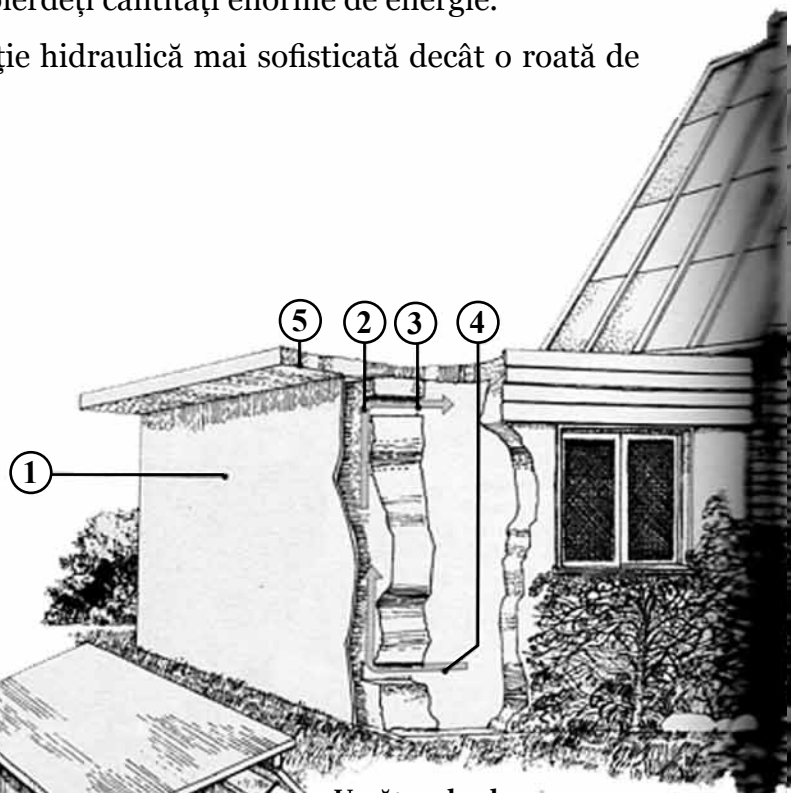 pierdeți cantități enorme de energie.
ție hidraulică mai sofisticată decât o roată de
5 2 3 4
1